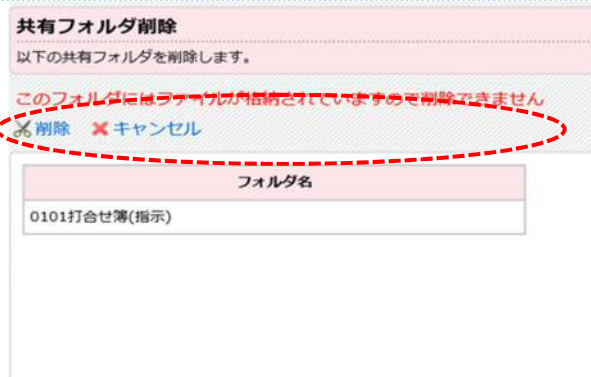 共有フォルダ削除
以下の共有フォルダを削除します。
このフォルダにはファイルが格納されていますので削除できません
削除 キャンセル
フォルダ名
0101打合せ簿(指示)